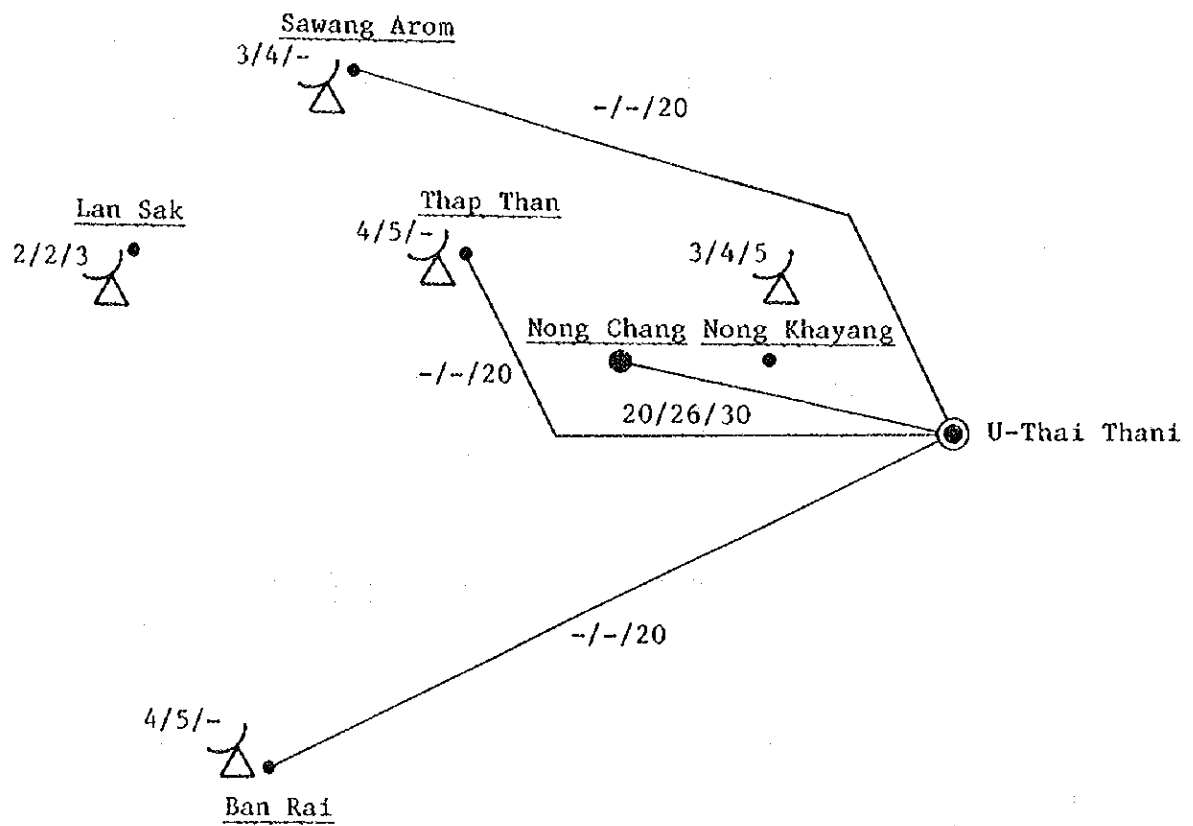 Sawang Arom
3/4/-
-/-/20
Lan Sak
2/2/3
Thap Than
4/5/-
3/4/5
Nong Chang
Nong Khayang
-/-/20
20/26/30
U-Thai Thani
-/-/20
4/5/-
Ban Rai